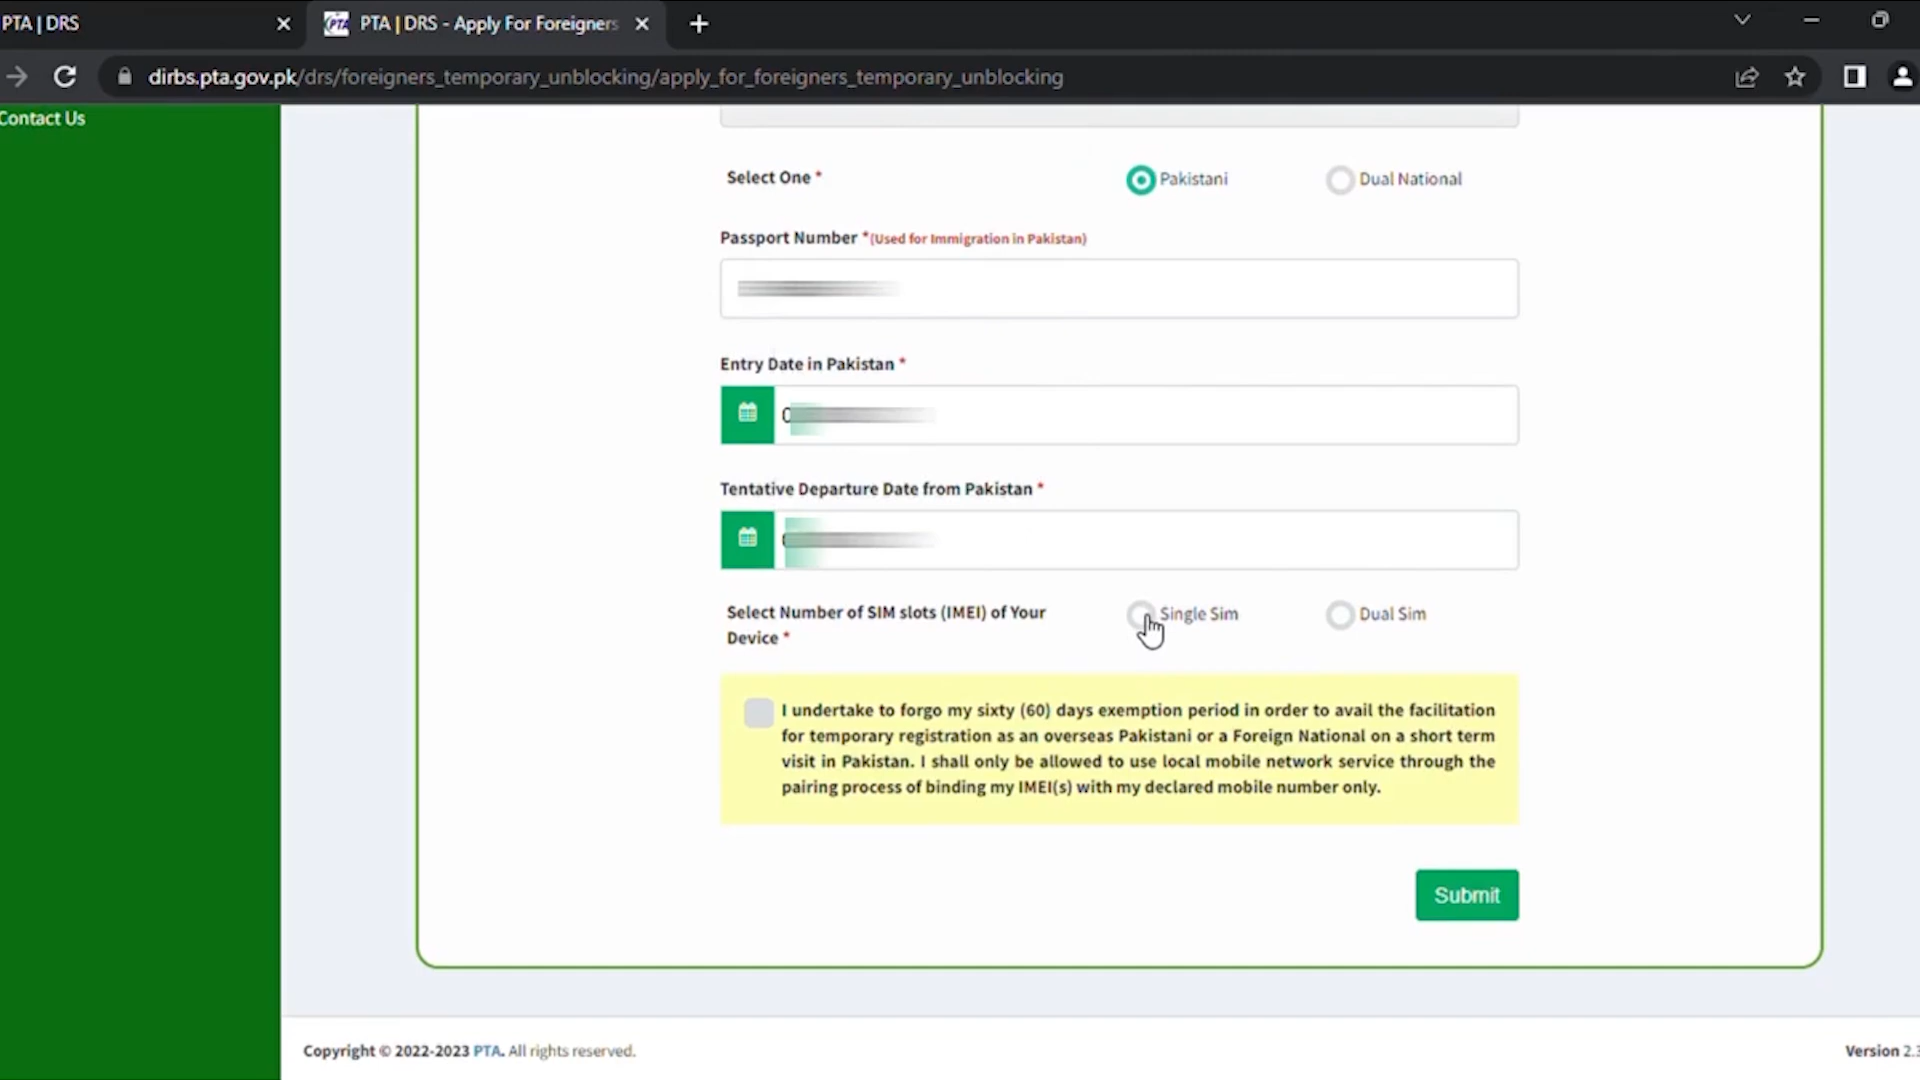 PTA | DRS
PTA | DRS - Apply For Foreigners
dirbs.pta.gov.pk/drs/foreigners_temporary_unblocking/apply_for_foreigners_temporary_unblocking
Contact Us
Select One *
Pakistani
Dual National
Passport Number *(Used for Immigration in Pakistan)
Entry Date in Pakistan *
Tentative Departure Date from Pakistan *
Select Number of SIM slots (IMEI) of Your
Device *
Single Sim
Dual Sim
I undertake to forgo my sixty (60) days exemption period in order to avail the facilitation
for temporary registration as an overseas Pakistani or a Foreign National on a short term
visit in Pakistan. I shall only be allowed to use local mobile network service through the
pairing process of binding my IMEI(s) with my declared mobile number only.
Submit
Copyright © 2022-2023 PTA. All rights reserved.
Version 2.3